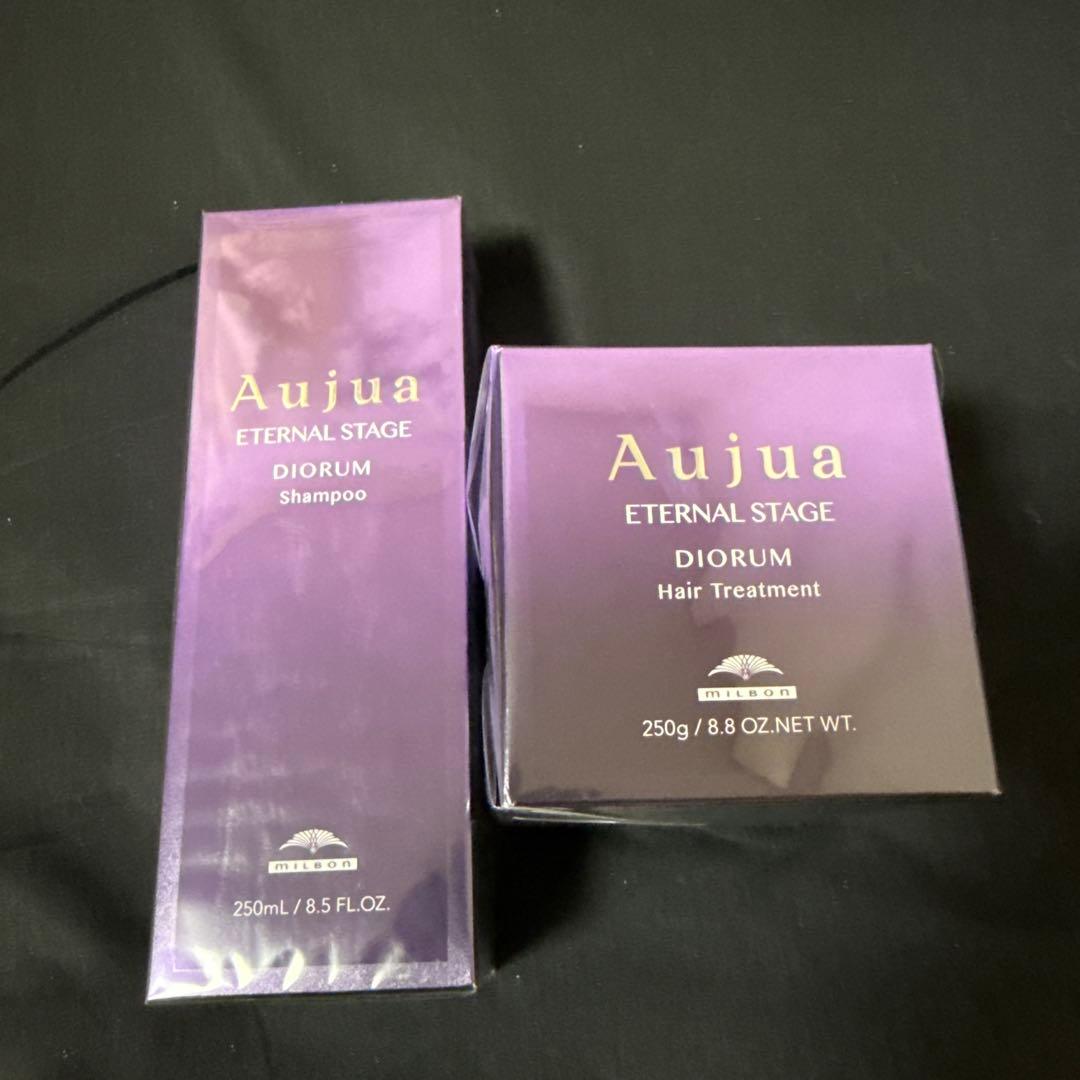 Aujua
ETERNAL STAGE
DIORUM
Shampoo
MILBON
250mL / 8.5 FL.OZ.
Aujua
ETERNAL STAGE
DIORUM
Hair Treatment
MILBON
250g / 8.8 OZ.NET WT.